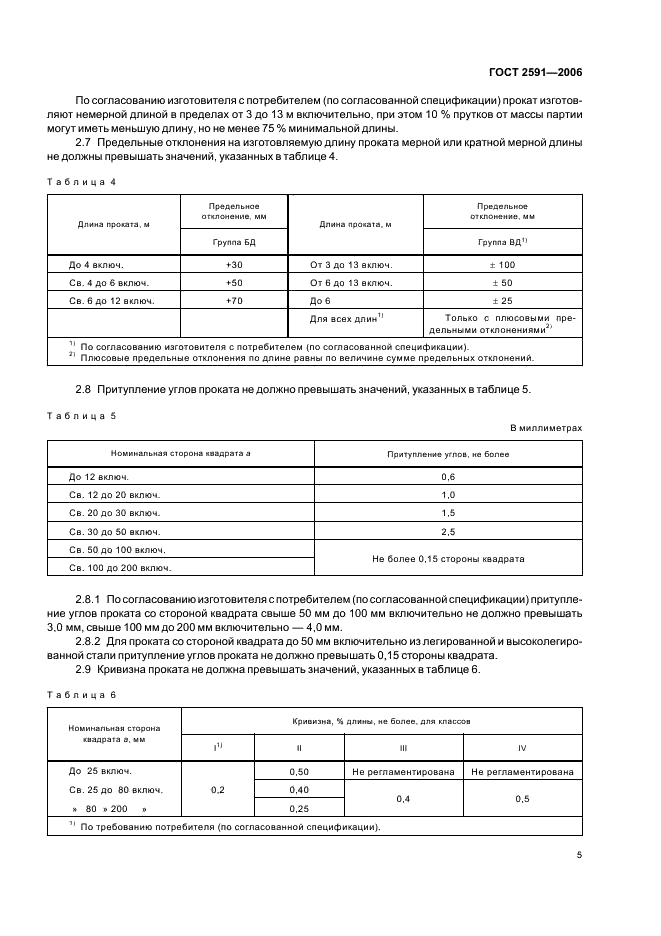 ГОСТ 2591—2006
По согласованию изготовителя с потребителем (по согласованной спецификации) прокат изготов-
ляют немерной длиной в пределах от 3 до 13 м включительно, при этом 10 % прутков от массы партии
могут иметь меньшую длину, но не менее 75 % минимальной длины.
2.7 Предельные отклонения на изготовляемую длину проката мерной или кратной мерной длины
не должны превышать значений, указанных в таблице 4.
Таблица 4
Длина проката, м | Предельное отклонение, мм | Длина проката, м | Предельное отклонение, мм
Группа БД | Группа ВД1)
До 4 включ. | +30 | От 3 до 13 включ. | ± 100
Св. 4 до 6 включ. | +50 | От 6 до 13 включ. | ± 50
Св. 6 до 12 включ. | +70 | До 6 | ± 25
Для всех длин1) | Только с плюсовыми пре-
дельными отклонениями2)
1) По согласованию изготовителя с потребителем (по согласованной спецификации).
2) Плюсовые предельные отклонения по длине равны по величине сумме предельных отклонений.
2.8 Притупление углов проката не должно превышать значений, указанных в таблице 5.
Таблица 5
В миллиметрах
Номинальная сторона квадрата а | Притупление углов, не более
До 12 включ. | 0,6
Св. 12 до 20 включ. | 1,0
Св. 20 до 30 включ. | 1,5
Св. 30 до 50 включ. | 2,5
Св. 50 до 100 включ.
Не более 0,15 стороны квадрата
Св. 100 до 200 включ.
2.8.1 По согласованию изготовителя с потребителем (по согласованной спецификации) притупле-
ние углов проката со стороной квадрата свыше 50 мм до 100 мм включительно не должно превышать
3,0 мм, свыше 100 мм до 200 мм включительно — 4,0 мм.
2.8.2 Для проката со стороной квадрата до 50 мм включительно из легированной и высоколегиро-
ванной стали притупление углов проката не должно превышать 0,15 стороны квадрата.
2.9 Кривизна проката не должна превышать значений, указанных в таблице 6.
Таблица 6
Номинальная сторона
квадрата а, мм
Кривизна, % длины, не более, для классов
I1) | II | III | IV
До 25 включ. | 0,50 | Не регламентирована | Не регламентирована
Св. 25 до 80 включ. | 0,2 | 0,40 | 0,4 | 0,5
» 80 » 200 » | 0,25
1) По требованию потребителя (по согласованной спецификации).
5